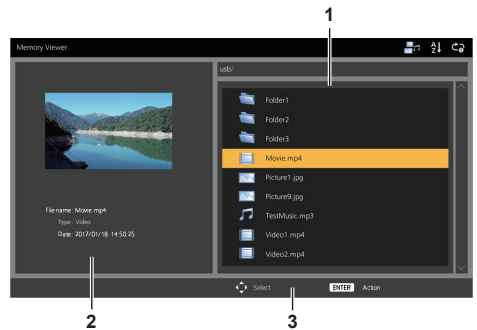 1
Memory Viewer
usb/
Folder1
Folder2
Folder3
Movie.mp4
Picture1.jpg
Picture9.jpg
TestMusic.mp3
Video1.mp4
Video2.mp4
File name : Movie.mp4
Type : Video
Date : 2017/01/18 14:50:25
Select ENTER Action
2 3